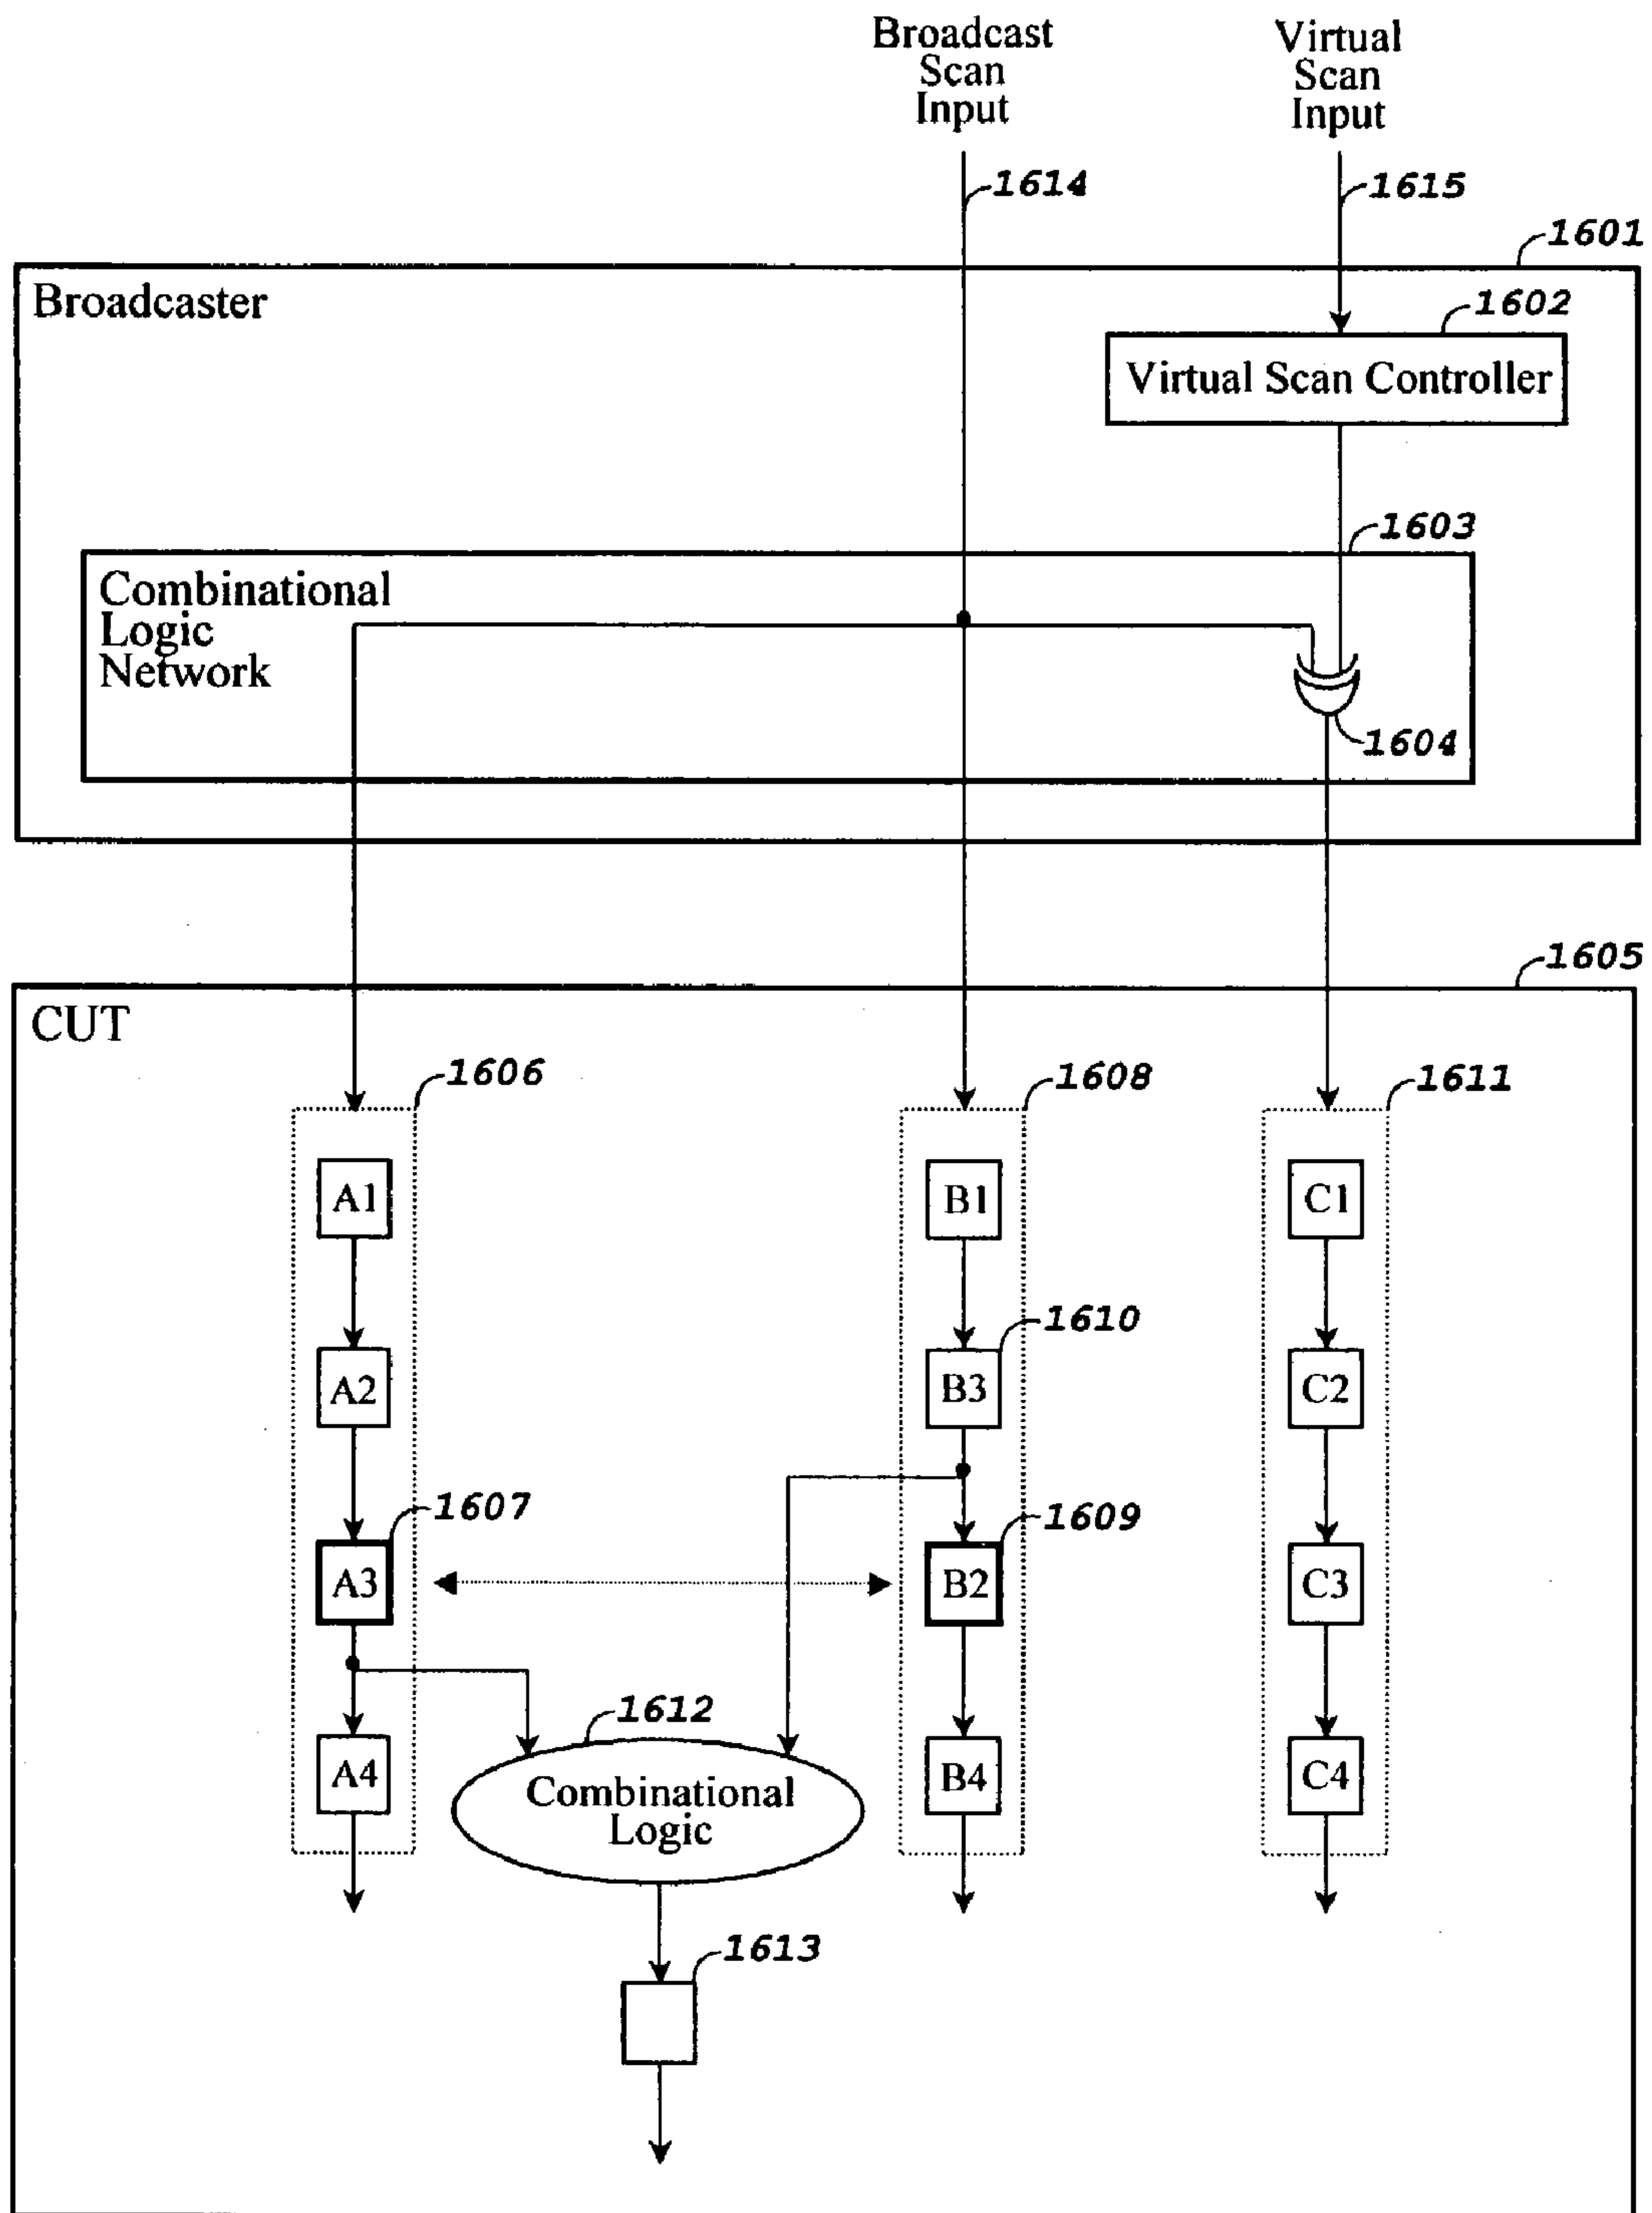 Broadcast
Scan
Input
Virtual
Scan
Input
1614
1615
1601
Broadcaster
1602
Virtual Scan Controller
1603
Combinational
Logic
Network
1604
1605
CUT
1606
1608
1611
A1
B1
C1
1610
A2
B3
C2
1607
1609
A3
B2
C3
1612
A4
Combinational
Logic
B4
C4
1613